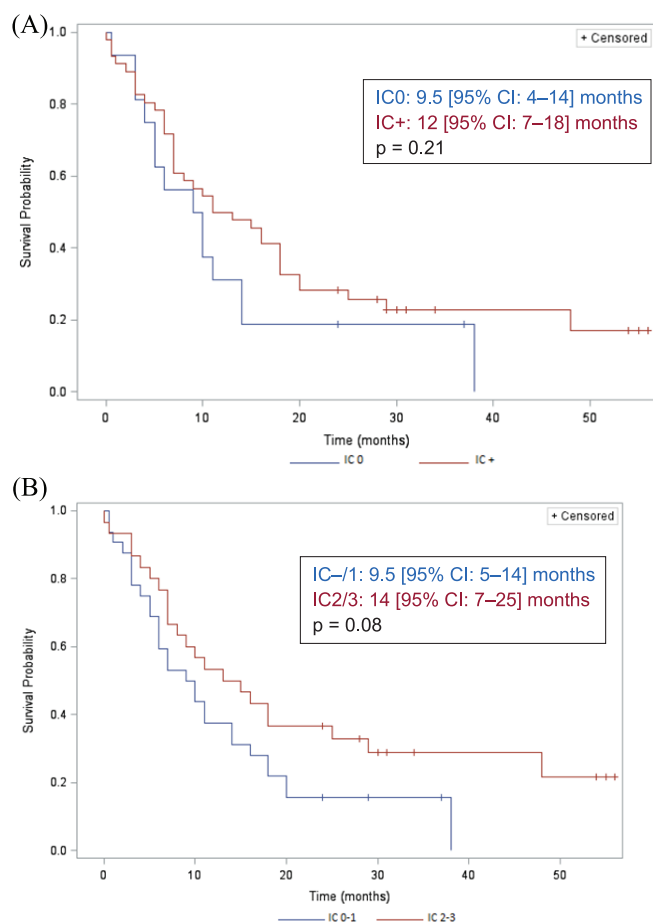 (A)
+ Censored
IC0: 9.5 [95% CI: 4–14] months
IC+: 12 [95% CI: 7–18] months
p = 0.21
Survival Probability
1.0
0.8
0.6
0.4
0.2
0.0
0 10 20 30 40 50
Time (months)
IC 0 IC +
(B)
+ Censored
IC–/1: 9.5 [95% CI: 5–14] months
IC2/3: 14 [95% CI: 7–25] months
p = 0.08
Survival Probability
1.0
0.8
0.6
0.4
0.2
0.0
0 10 20 30 40 50
Time (months)
IC 0-1 IC 2-3